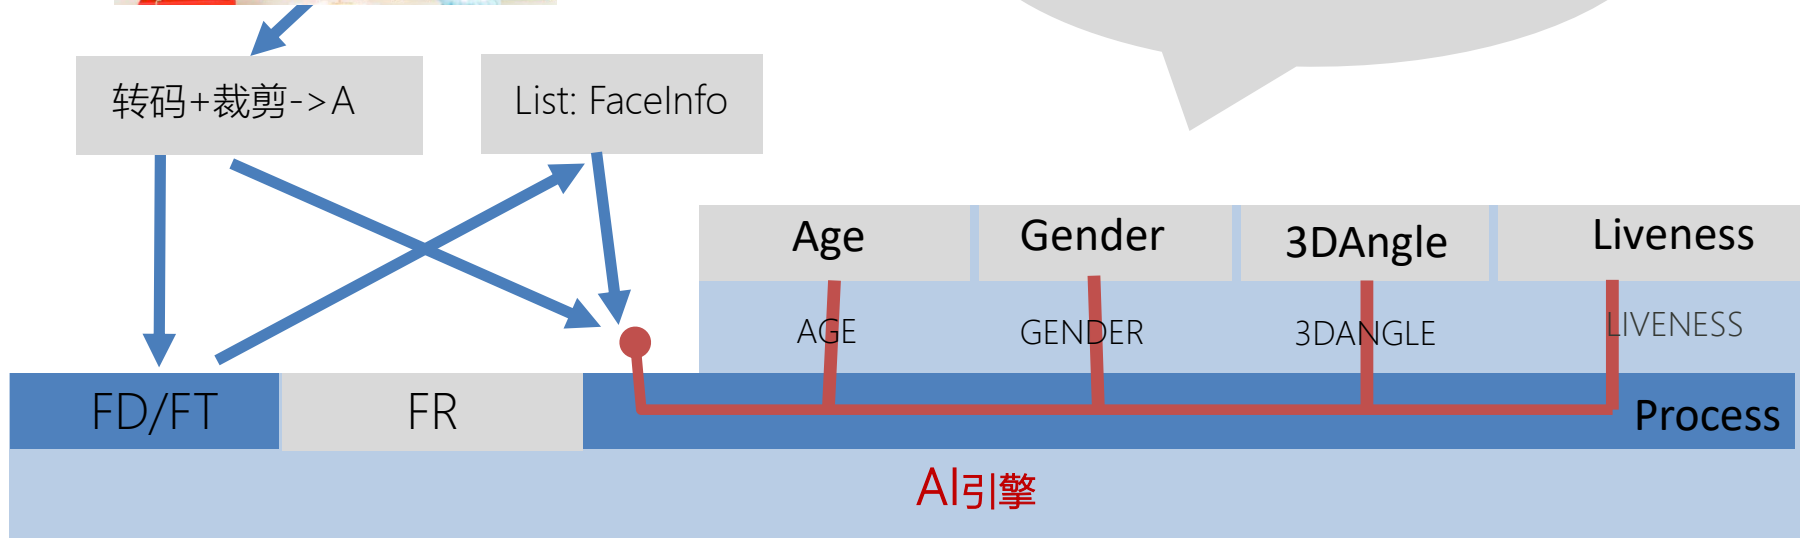 转码+裁剪->A
List: FaceInfo
Age
Gender
3DAngle
Liveness
AGE
GENDER
3DANGLE
LIVENESS
FD/FT
FR
Process
AI引擎